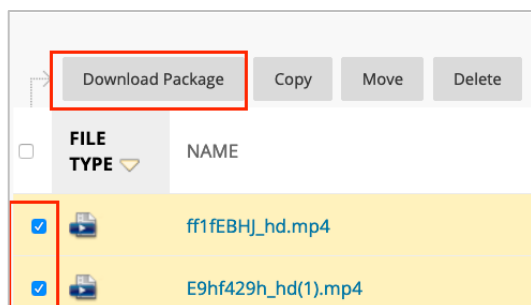 Download Package Copy Move Delete
FILE
TYPE NAME
ff1fEBHJ_hd.mp4
E9hf429h_hd(1).mp4